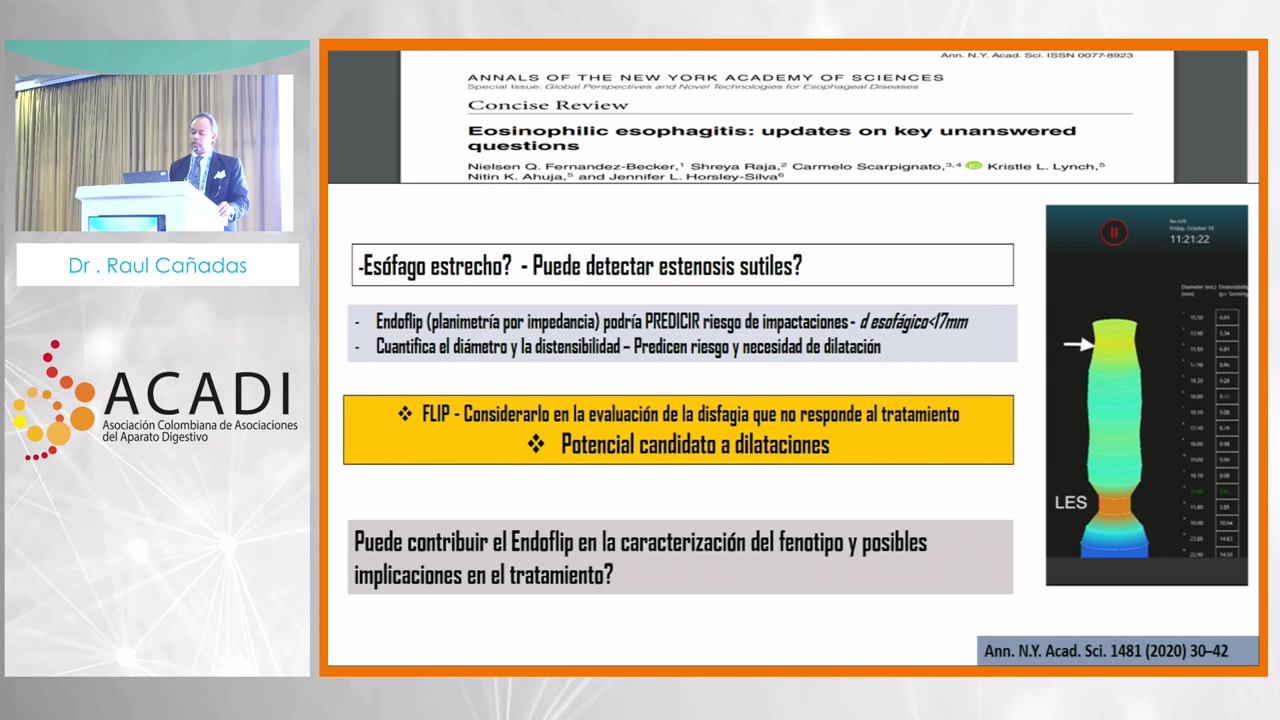 Dr . Raul Cañadas
ACADI
Asociación Colombiana de Asociaciones
del Aparato Digestivo
Ann. N.Y. Acad. Sci. ISSN 0077-8923
ANNALS OF THE NEW YORK ACADEMY OF SCIENCES
Special Issue: Global Perspectives and Novel Technologies for Esophageal Diseases
Concise Review
Eosinophilic esophagitis: updates on key unanswered
questions
Nielsen Q. Fernandez-Becker,¹ Shreya Raja,² Carmelo Scarpignato,³,⁴ iD Kristle L. Lynch,⁵
Nitin K. Ahuja,⁵ and Jennifer L. Horsley-Silva⁶
-Esófago estrecho? - Puede detectar estenosis sutiles?
- Endoflip (planimetría por impedancia) podría PREDICIR riesgo de impactaciones - d esofágico<17mm
- Cuantifica el diámetro y la distensibilidad – Predicen riesgo y necesidad de dilatación
❖ FLIP - Considerarlo en la evaluación de la disfagia que no responde al tratamiento
❖ Potencial candidato a dilataciones
Puede contribuir el Endoflip en la caracterización del fenotipo y posibles
implicaciones en el tratamiento?
Friday, October 18
11:21:22
LES
Ann. N.Y. Acad. Sci. 1481 (2020) 30–42